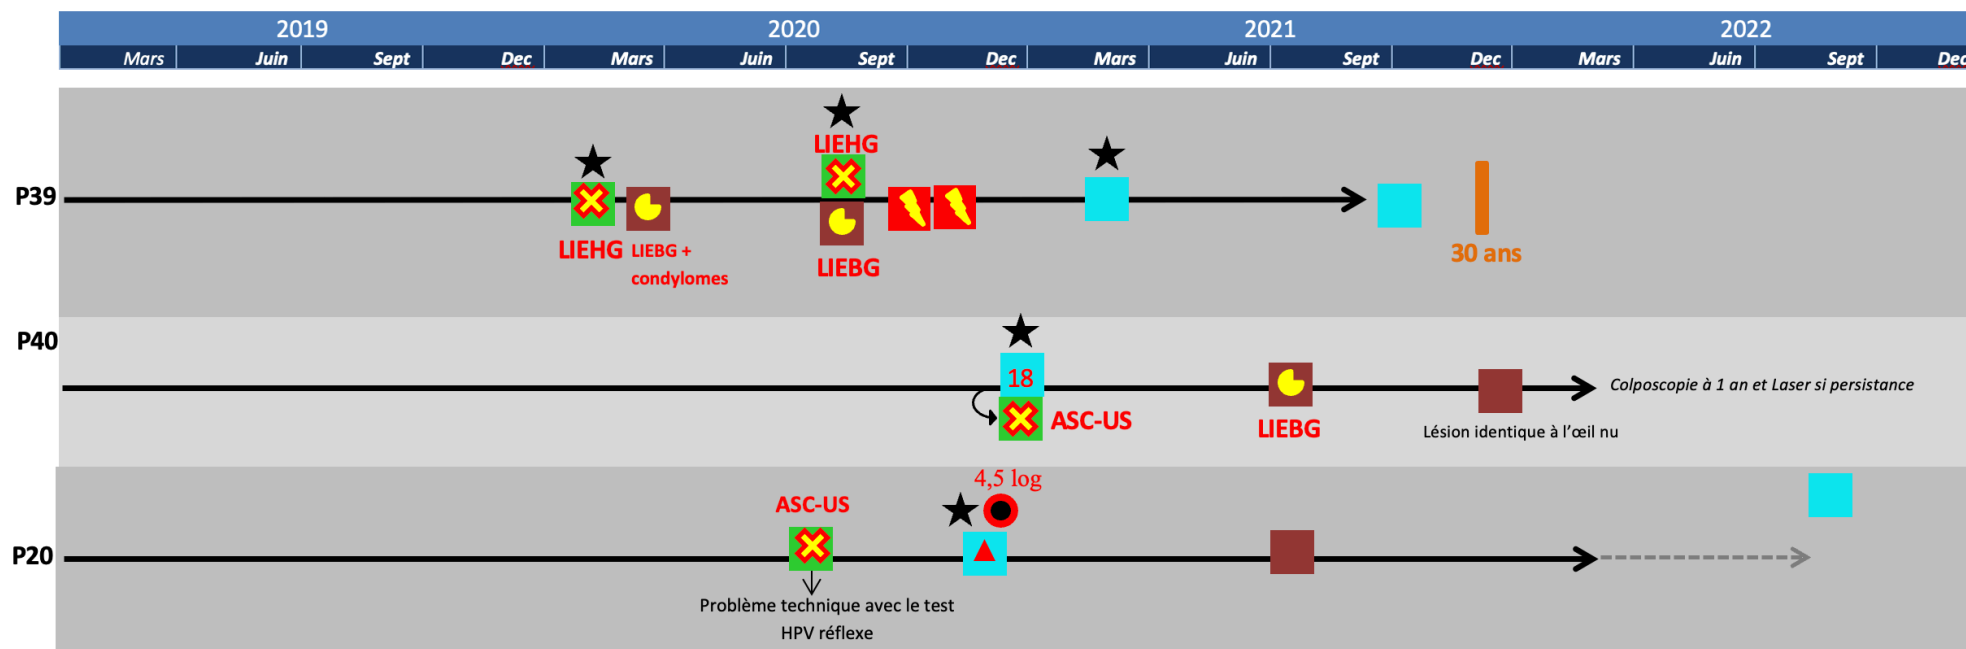 2019 2020 2021 2022
Mars Juin Sept Dec Mars Juin Sept Dec Mars Juin Sept Dec Mars Juin Sept Dec
LIEHG
P39
LIEHG
LIEBG +
condylomes
LIEBG
30 ans
P40
18
ASC-US
LIEBG
Colposcopie à 1 an et Laser si persistance
Lésion identique à l’œil nu
4,5 log
ASC-US
P20
Problème technique avec le test
HPV réflexe